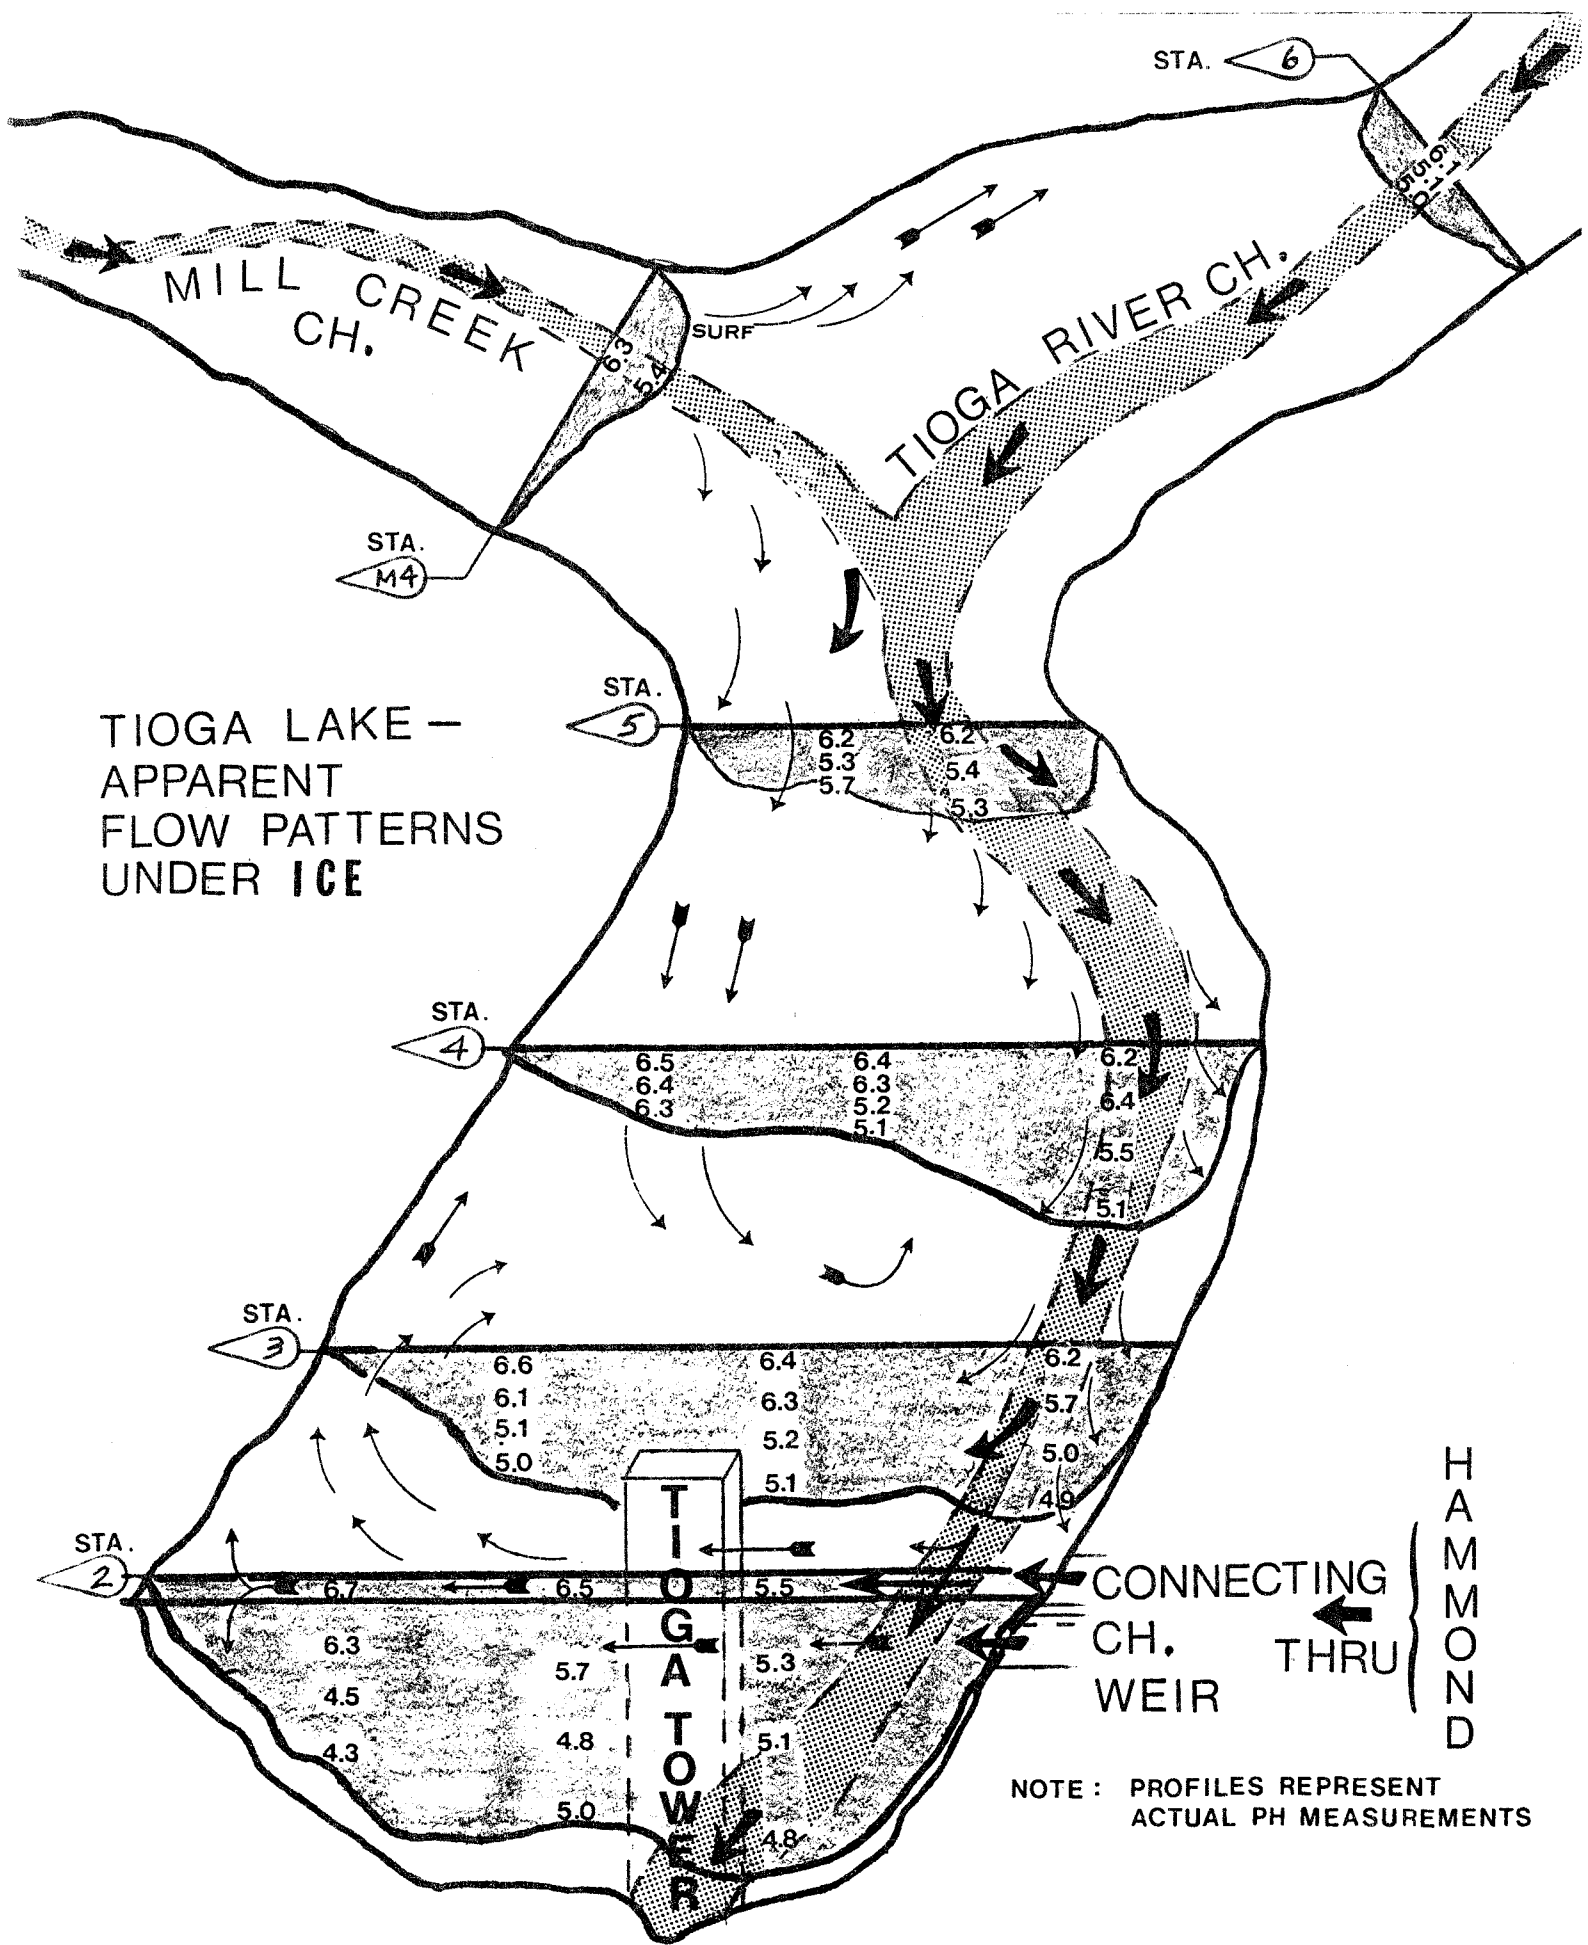 STA. 6
6.1
5.5
5.0
MILL CREEK
CH.
SURF
6.3
5.4
TIOGA RIVER CH.
STA.
M4
STA.
5
6.2 6.2
5.3 5.4
5.7 5.3
TIOGA LAKE –
APPARENT
FLOW PATTERNS
UNDER ICE
STA.
4
6.5 6.4 6.2
6.4 6.3 6.4
6.3 5.2 5.5
5.1 5.1
STA.
3
6.6 6.4 6.2
6.1 6.3 5.7
5.1 5.2 5.0
5.0 5.1 4.9
STA.
2
6.7 6.5 5.5
6.3 5.7 5.3
4.5 4.8 5.1
4.3 5.0 4.8
TIOGA TOWER
CONNECTING
CH.
WEIR
THRU
HAMMOND
NOTE : PROFILES REPRESENT
ACTUAL PH MEASUREMENTS